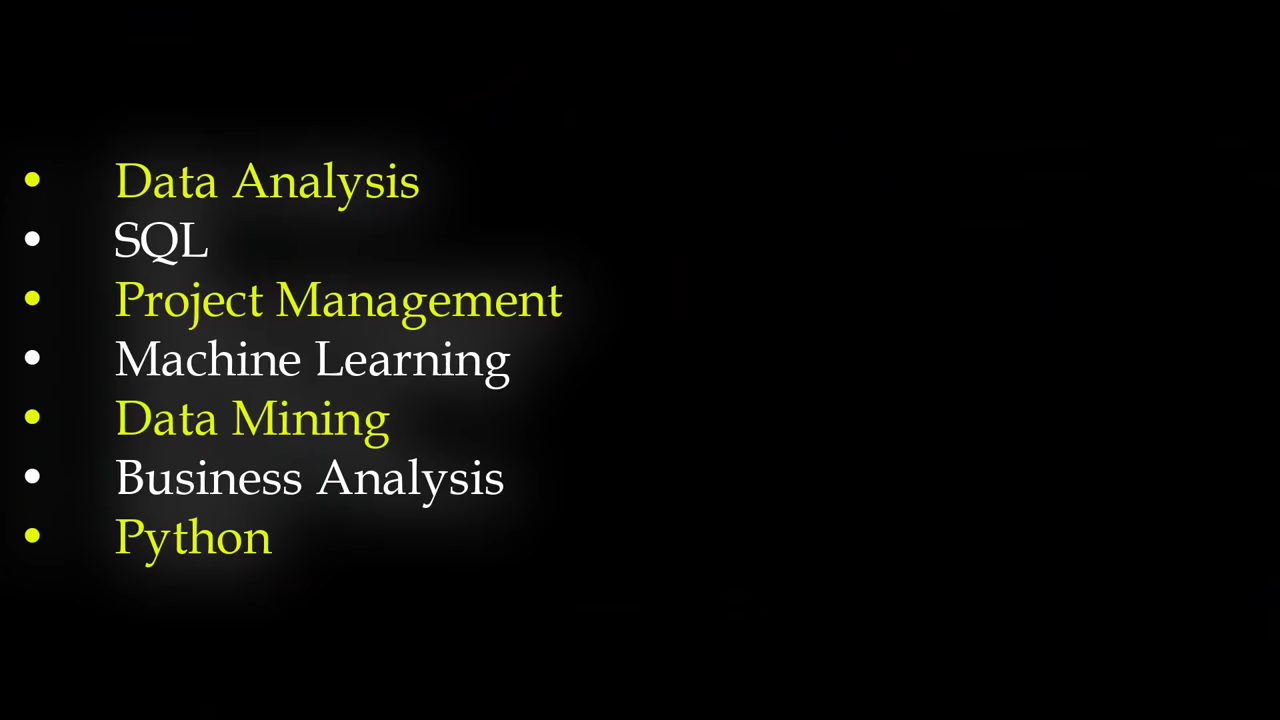 • Data Analysis
• SQL
• Project Management
• Machine Learning
• Data Mining
• Business Analysis
• Python